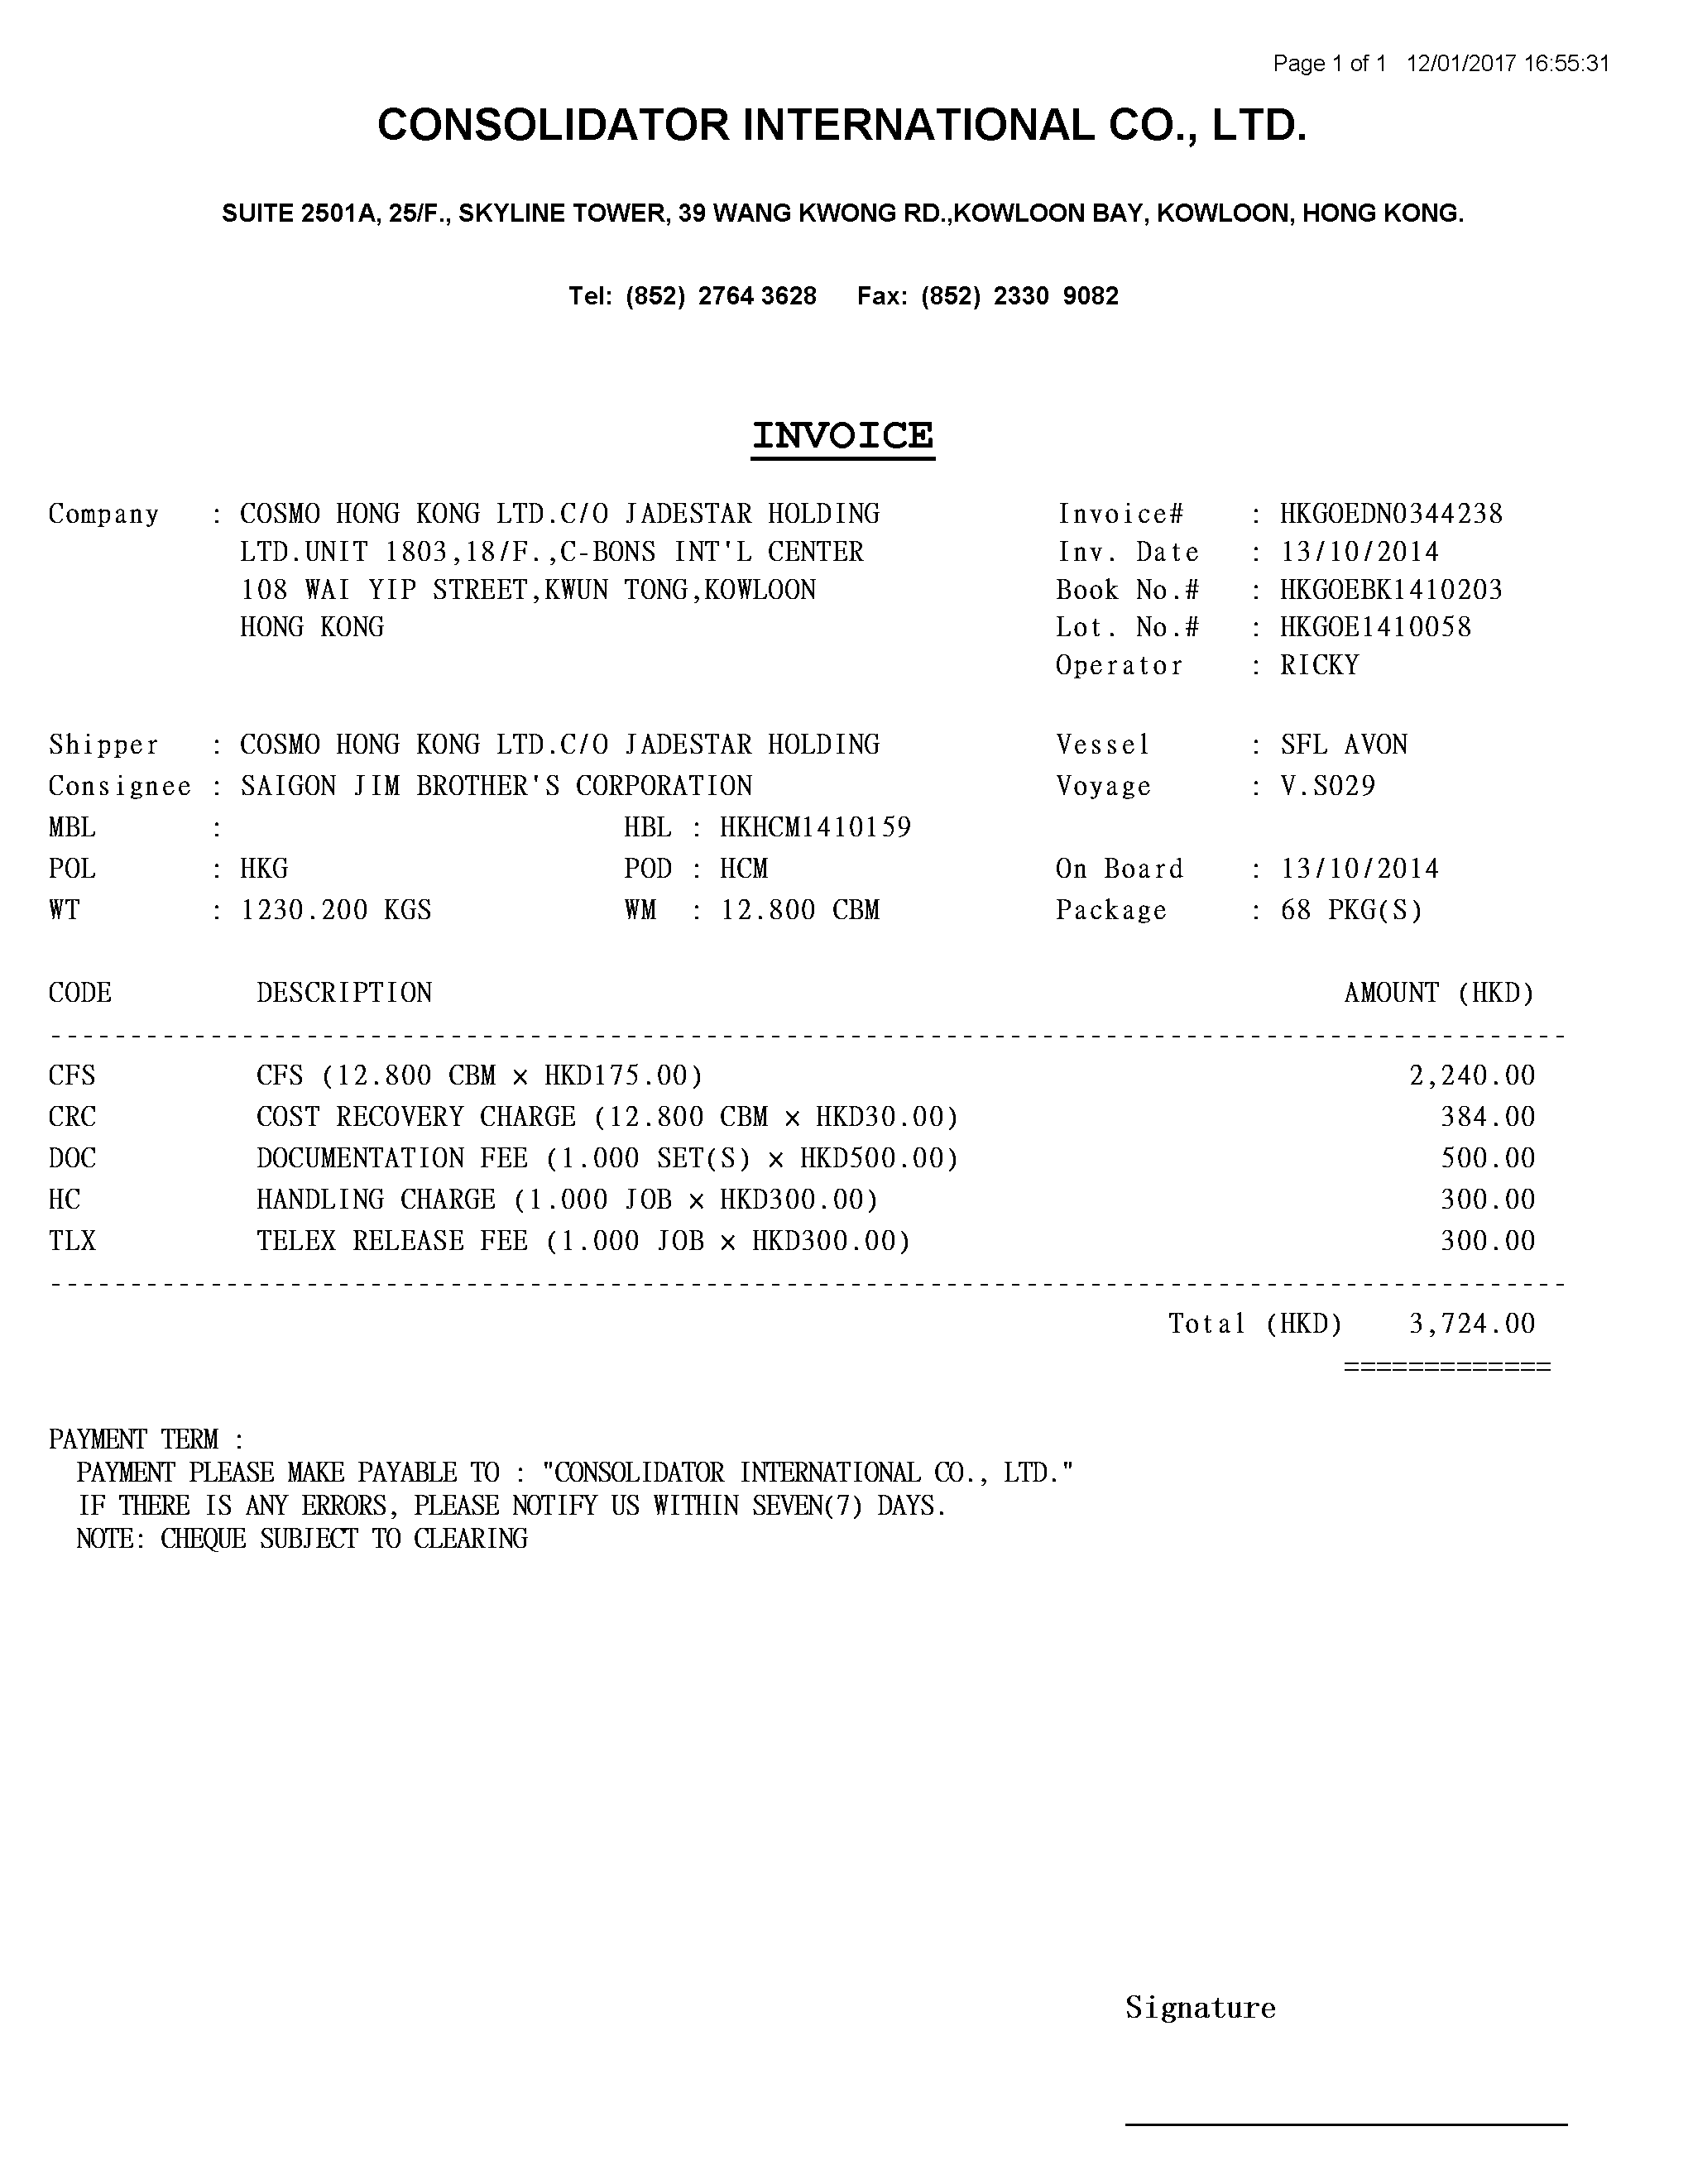 Page 1 of 1 12/01/2017 16:55:31
CONSOLIDATOR INTERNATIONAL CO., LTD.
SUITE 2501A, 25/F., SKYLINE TOWER, 39 WANG KWONG RD.,KOWLOON BAY, KOWLOON, HONG KONG.
Tel: (852) 2764 3628 Fax: (852) 2330 9082
INVOICE
Company : COSMO HONG KONG LTD.C/O JADESTAR HOLDING Invoice# : HKGOEDN0344238
LTD.UNIT 1803,18/F.,C-BONS INT'L CENTER Inv. Date : 13/10/2014
108 WAI YIP STREET,KWUN TONG,KOWLOON Book No.# : HKGOEBK1410203
HONG KONG Lot. No.# : HKGOE1410058
Operator : RICKY
Shipper : COSMO HONG KONG LTD.C/O JADESTAR HOLDING Vessel : SFL AVON
Consignee : SAIGON JIM BROTHER'S CORPORATION Voyage : V.S029
MBL : HBL : HKHCM1410159
POL : HKG POD : HCM On Board : 13/10/2014
WT : 1230.200 KGS WM : 12.800 CBM Package : 68 PKG(S)
CODE DESCRIPTION AMOUNT (HKD)
-----------------------------------------------------------------------------------------------
CFS CFS (12.800 CBM × HKD175.00) 2,240.00
CRC COST RECOVERY CHARGE (12.800 CBM × HKD30.00) 384.00
DOC DOCUMENTATION FEE (1.000 SET(S) × HKD500.00) 500.00
HC HANDLING CHARGE (1.000 JOB × HKD300.00) 300.00
TLX TELEX RELEASE FEE (1.000 JOB × HKD300.00) 300.00
-----------------------------------------------------------------------------------------------
Total (HKD) 3,724.00
=============
PAYMENT TERM :
PAYMENT PLEASE MAKE PAYABLE TO : "CONSOLIDATOR INTERNATIONAL CO., LTD."
IF THERE IS ANY ERRORS, PLEASE NOTIFY US WITHIN SEVEN(7) DAYS.
NOTE: CHEQUE SUBJECT TO CLEARING
Signature